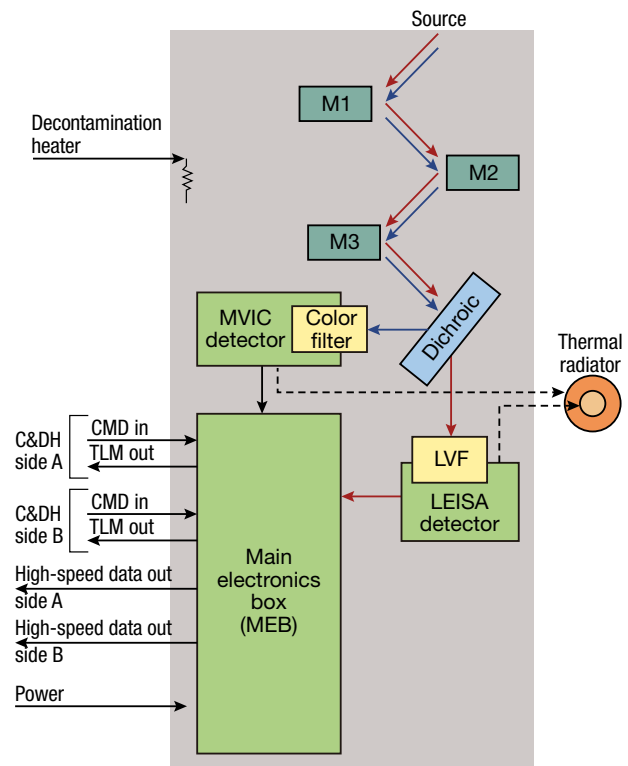 Source
M1
Decontamination
heater
M2
M3
Dichroic
MVIC
detector
Color
filter
Thermal
radiator
C&DH
side A
CMD in
TLM out
LVF
LEISA
detector
C&DH
side B
CMD in
TLM out
Main
electronics
box
(MEB)
High-speed data out
side A
High-speed data out
side B
Power